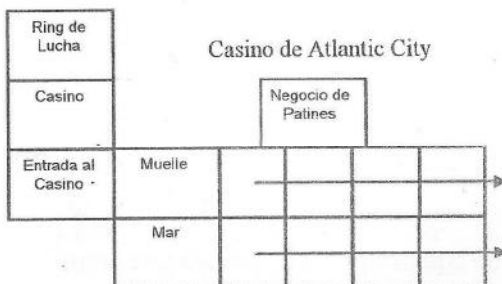 Ring de
Lucha
Casino de Atlantic City
Casino
Negocio de
Patines
Entrada al
Casino
Muelle
Mar